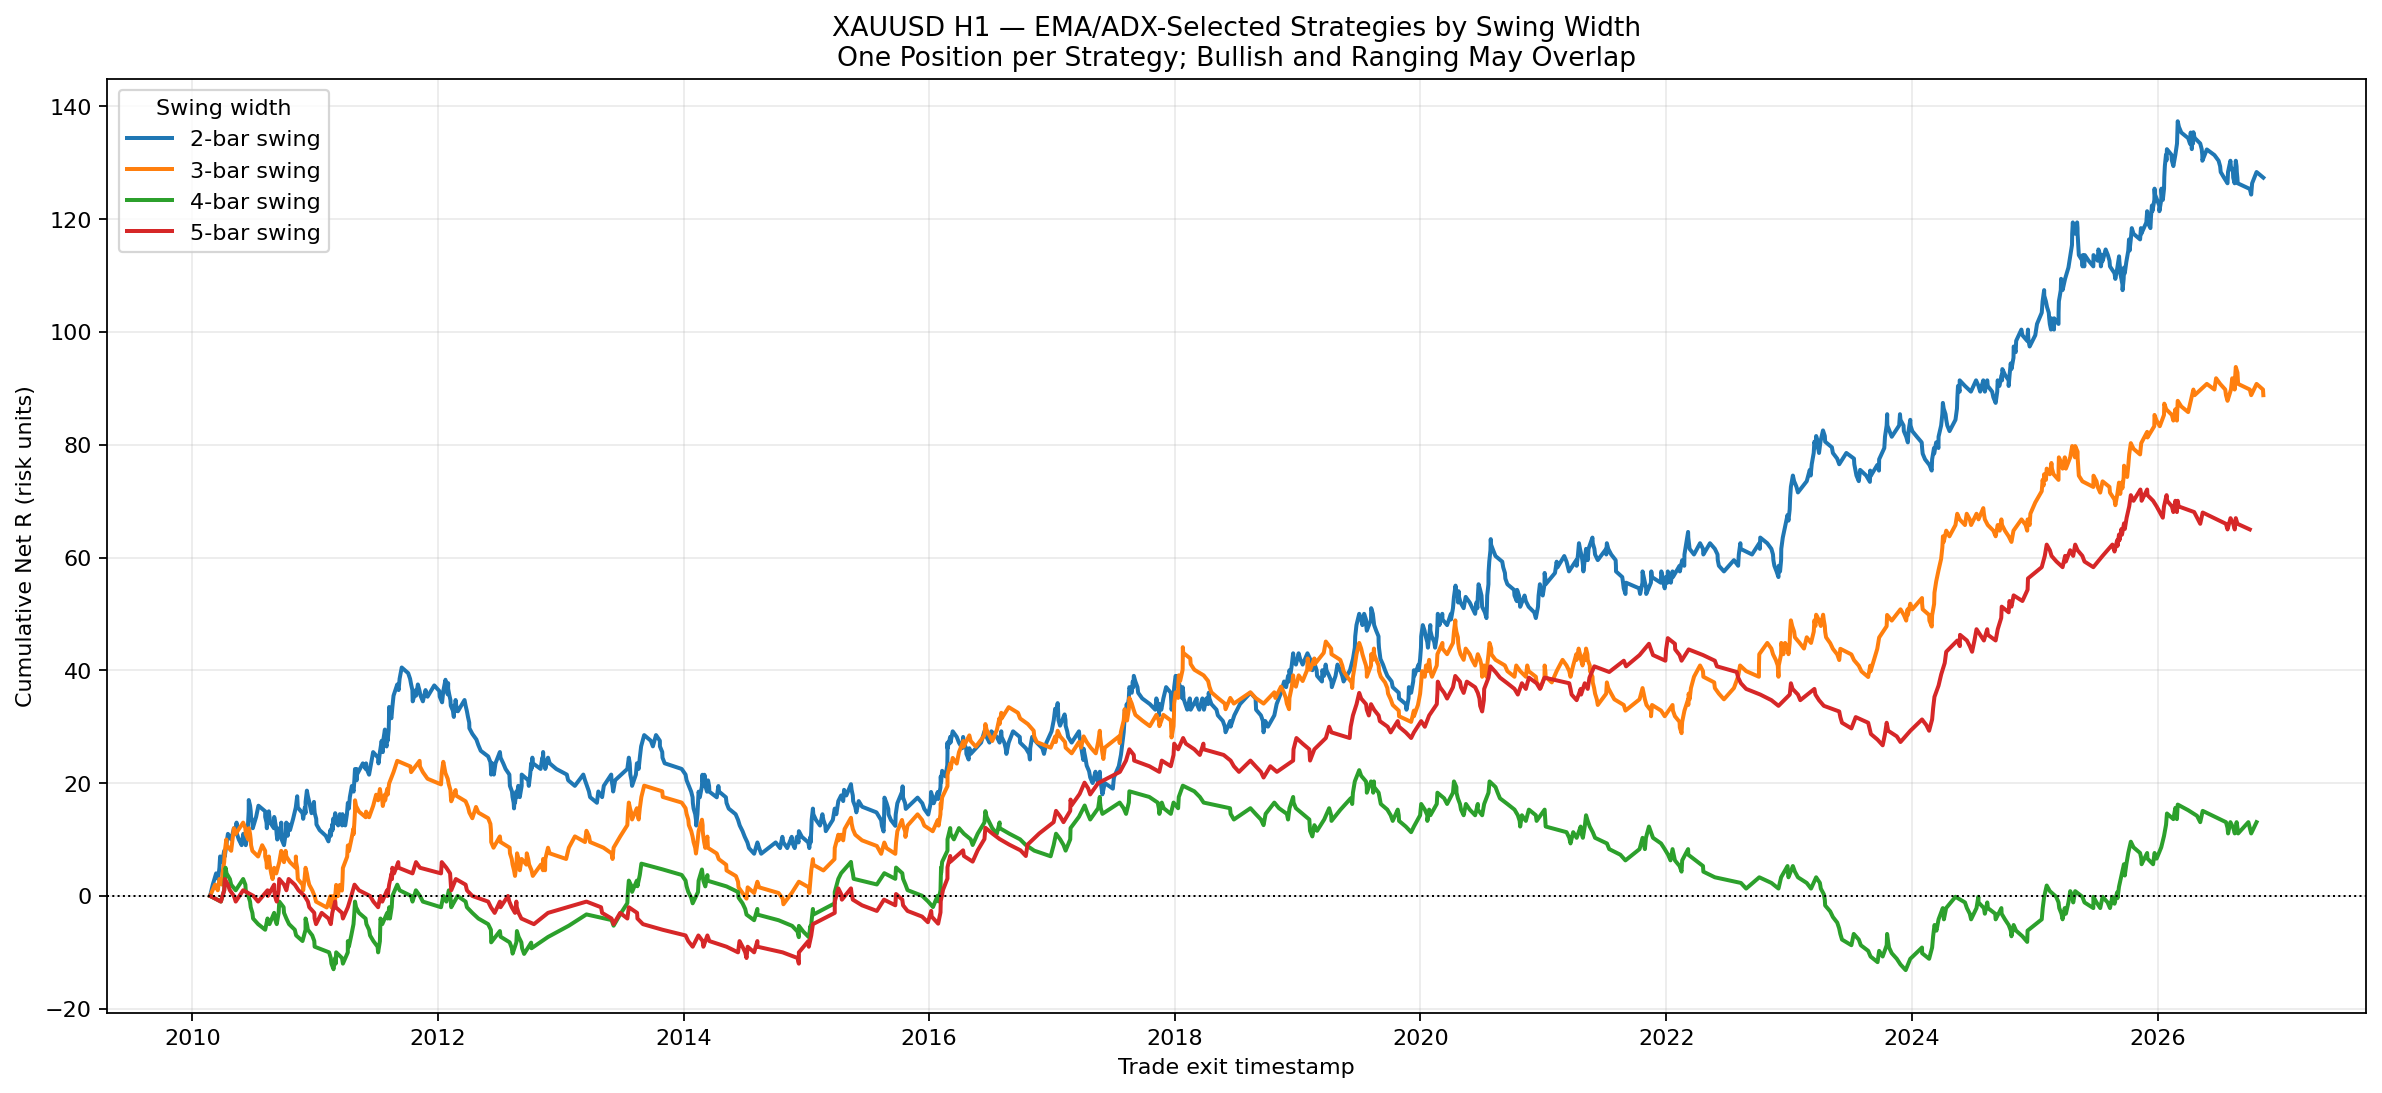 XAUUSD H1 — EMA/ADX-Selected Strategies by Swing Width
One Position per Strategy; Bullish and Ranging May Overlap
Swing width
2-bar swing
3-bar swing
4-bar swing
5-bar swing
Cumulative Net R (risk units)
140
120
100
80
60
40
20
0
−20
2010
2012
2014
2016
2018
2020
2022
2024
2026
Trade exit timestamp